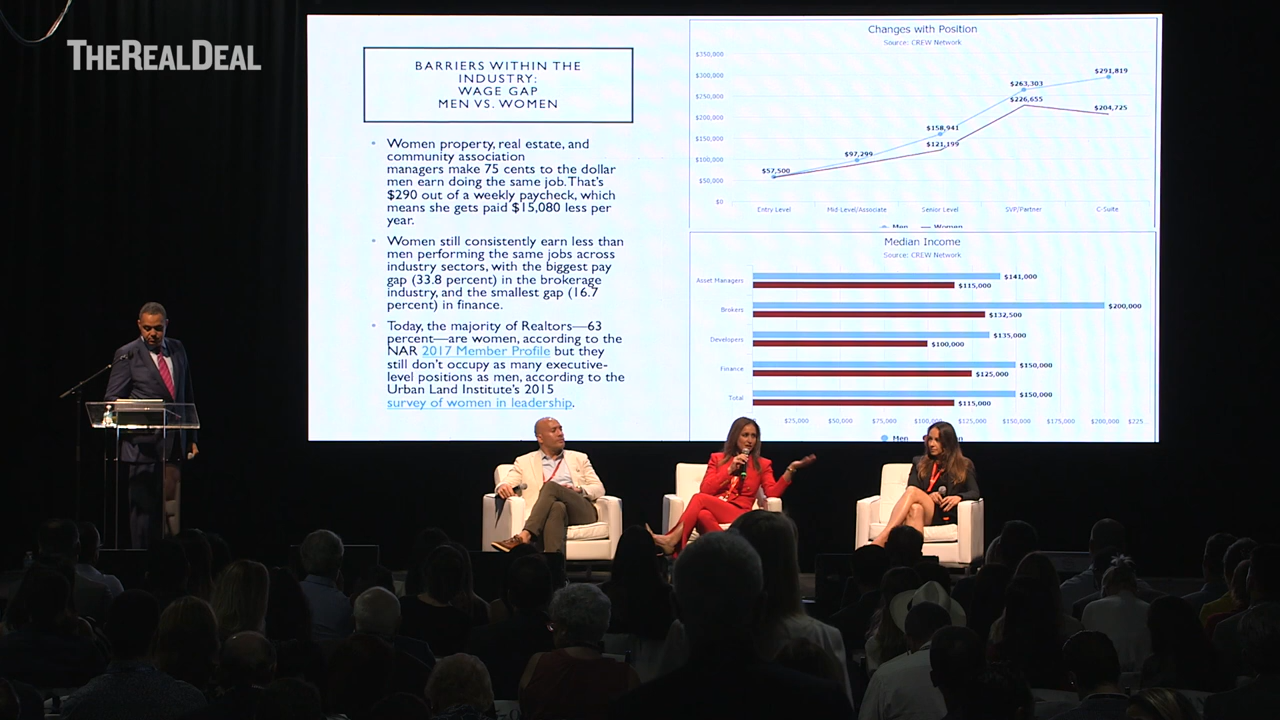 THEREALDEAL
BARRIERS WITHIN THE
INDUSTRY:
WAGE GAP
MEN VS. WOMEN
Women property, real estate, and
community association
managers make 75 cents to the dollar
men earn doing the same job. That's
$290 out of a weekly paycheck, which
means she gets paid $15,080 less per
year.
Women still consistently earn less than
men performing the same jobs across
industry sectors, with the biggest pay
gap (33.8 percent) in the brokerage
industry, and the smallest gap (16.7
percent) in finance.
Today, the majority of Realtors—63
percent—are women, according to the
NAR 2017 Member Profile but they
still don't occupy as many executive-
level positions as men, according to the
Urban Land Institute's 2015
survey of women in leadership.
Changes with Position
Source: CREW Network
$350,000
$300,000
$250,000
$200,000
$150,000
$100,000
$50,000
$0
$57,500
$97,299
$158,941
$121,199
$263,303
$226,655
$291,819
$204,725
Entry Level Mid-Level/Associate Senior Level SVP/Partner C-Suite
Men Women
Median Income
Source: CREW Network
Asset Managers $141,000
$115,000
Brokers $200,000
$132,500
Developers $135,000
$100,000
Finance $150,000
$125,000
Total $150,000
$115,000
$25,000 $50,000 $75,000 $100,000 $125,000 $150,000 $175,000 $200,000 $225...
Men